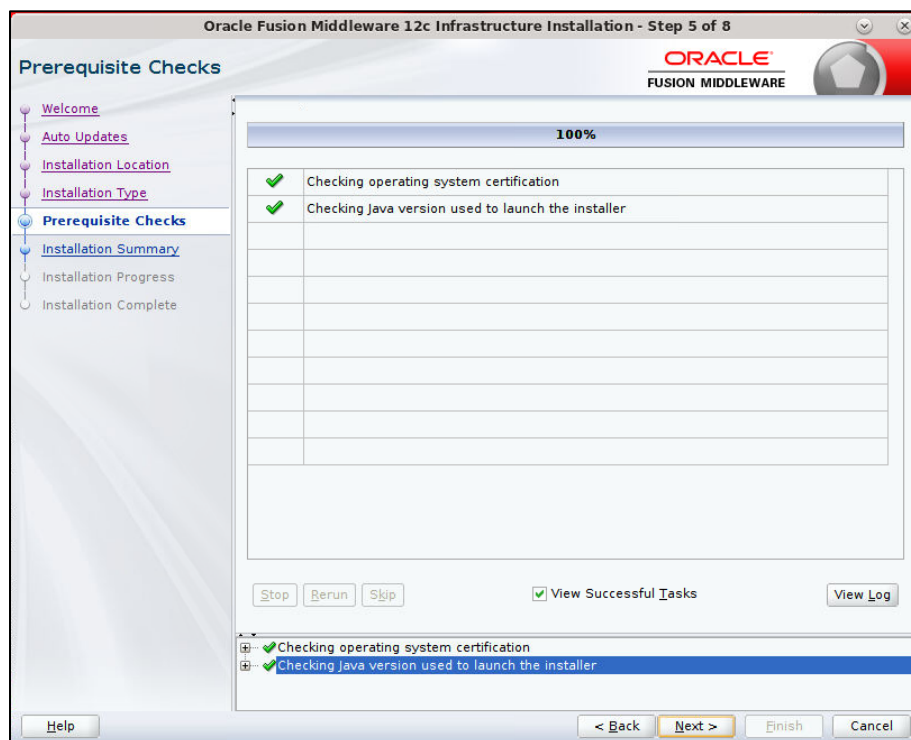 Oracle Fusion Middleware 12c Infrastructure Installation - Step 5 of 8
Prerequisite Checks
ORACLE
FUSION MIDDLEWARE
Welcome
Auto Updates
Installation Location
Installation Type
Prerequisite Checks
Installation Summary
Installation Progress
Installation Complete
100%
Checking operating system certification
Checking Java version used to launch the installer
Stop Rerun Skip View Successful Tasks View Log
Checking operating system certification
Checking Java version used to launch the installer
Help < Back Next > Finish Cancel